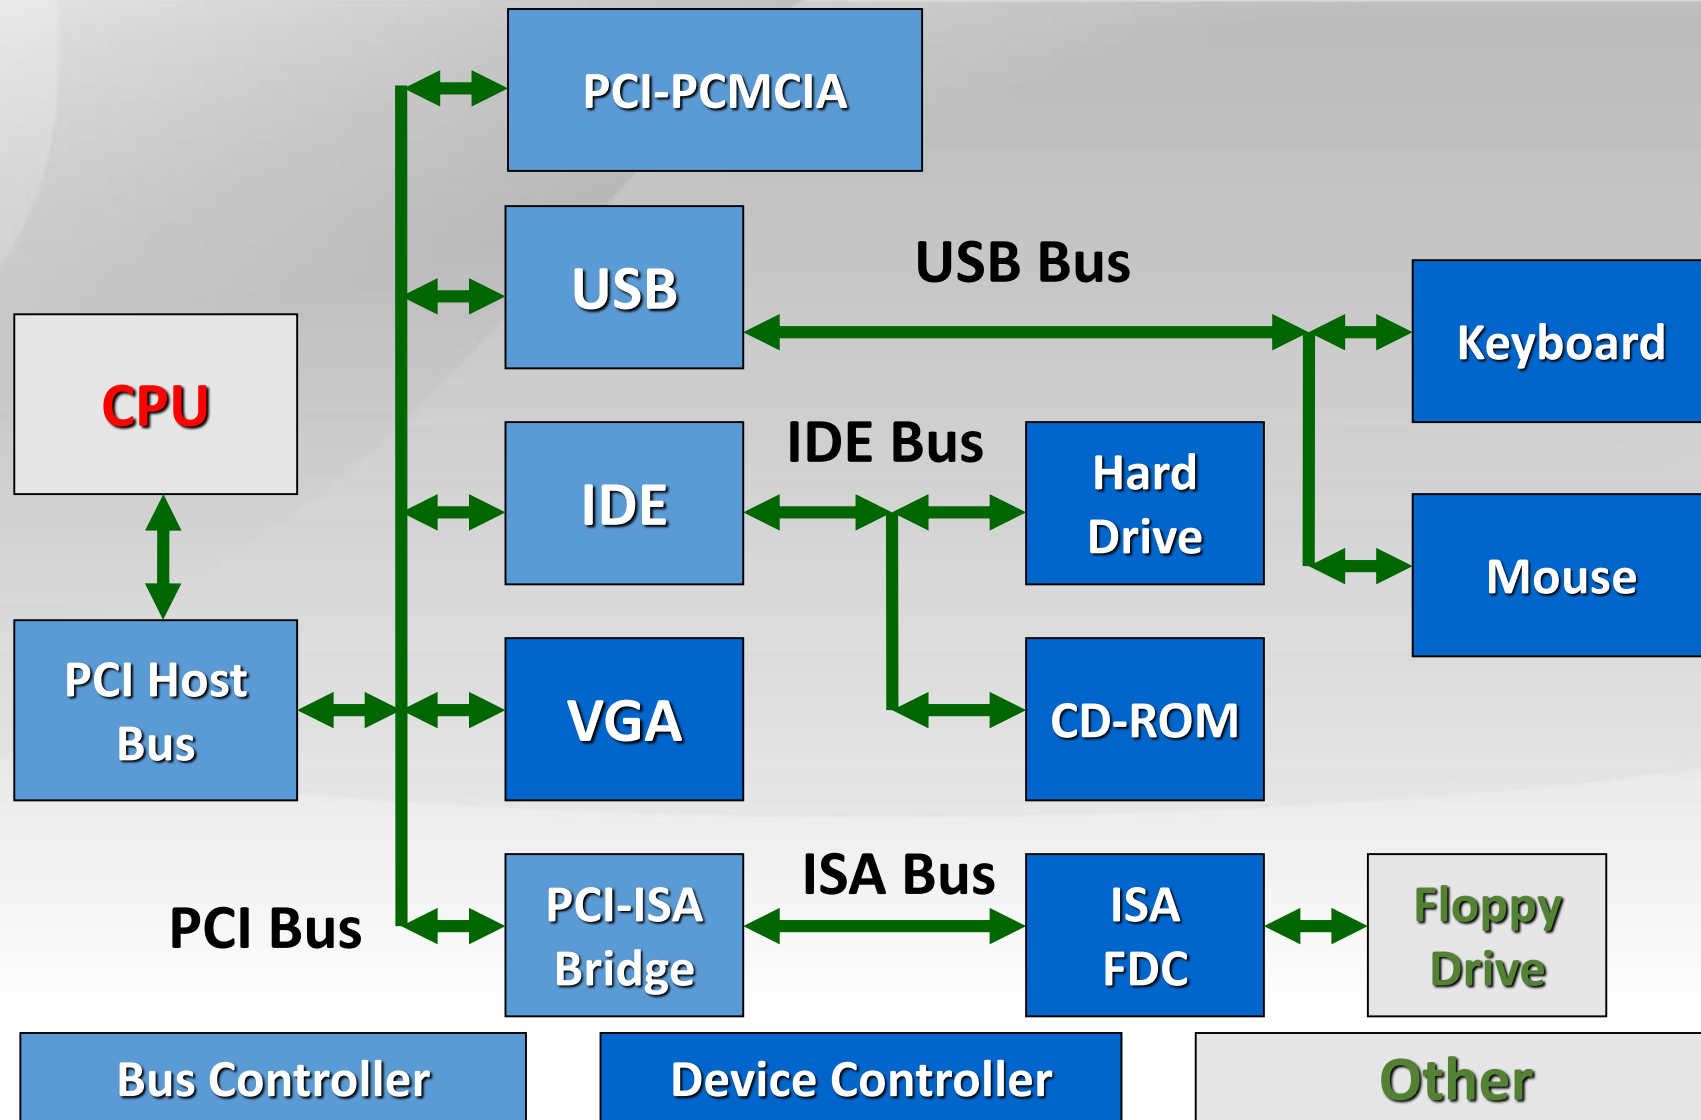 PCI-PCMCIA
USB
USB Bus
Keyboard
CPU
IDE
IDE Bus
Hard
Drive
Mouse
PCI Host
Bus
VGA
CD-ROM
PCI Bus
PCI-ISA
Bridge
ISA Bus
ISA
FDC
Floppy
Drive
Bus Controller
Device Controller
Other